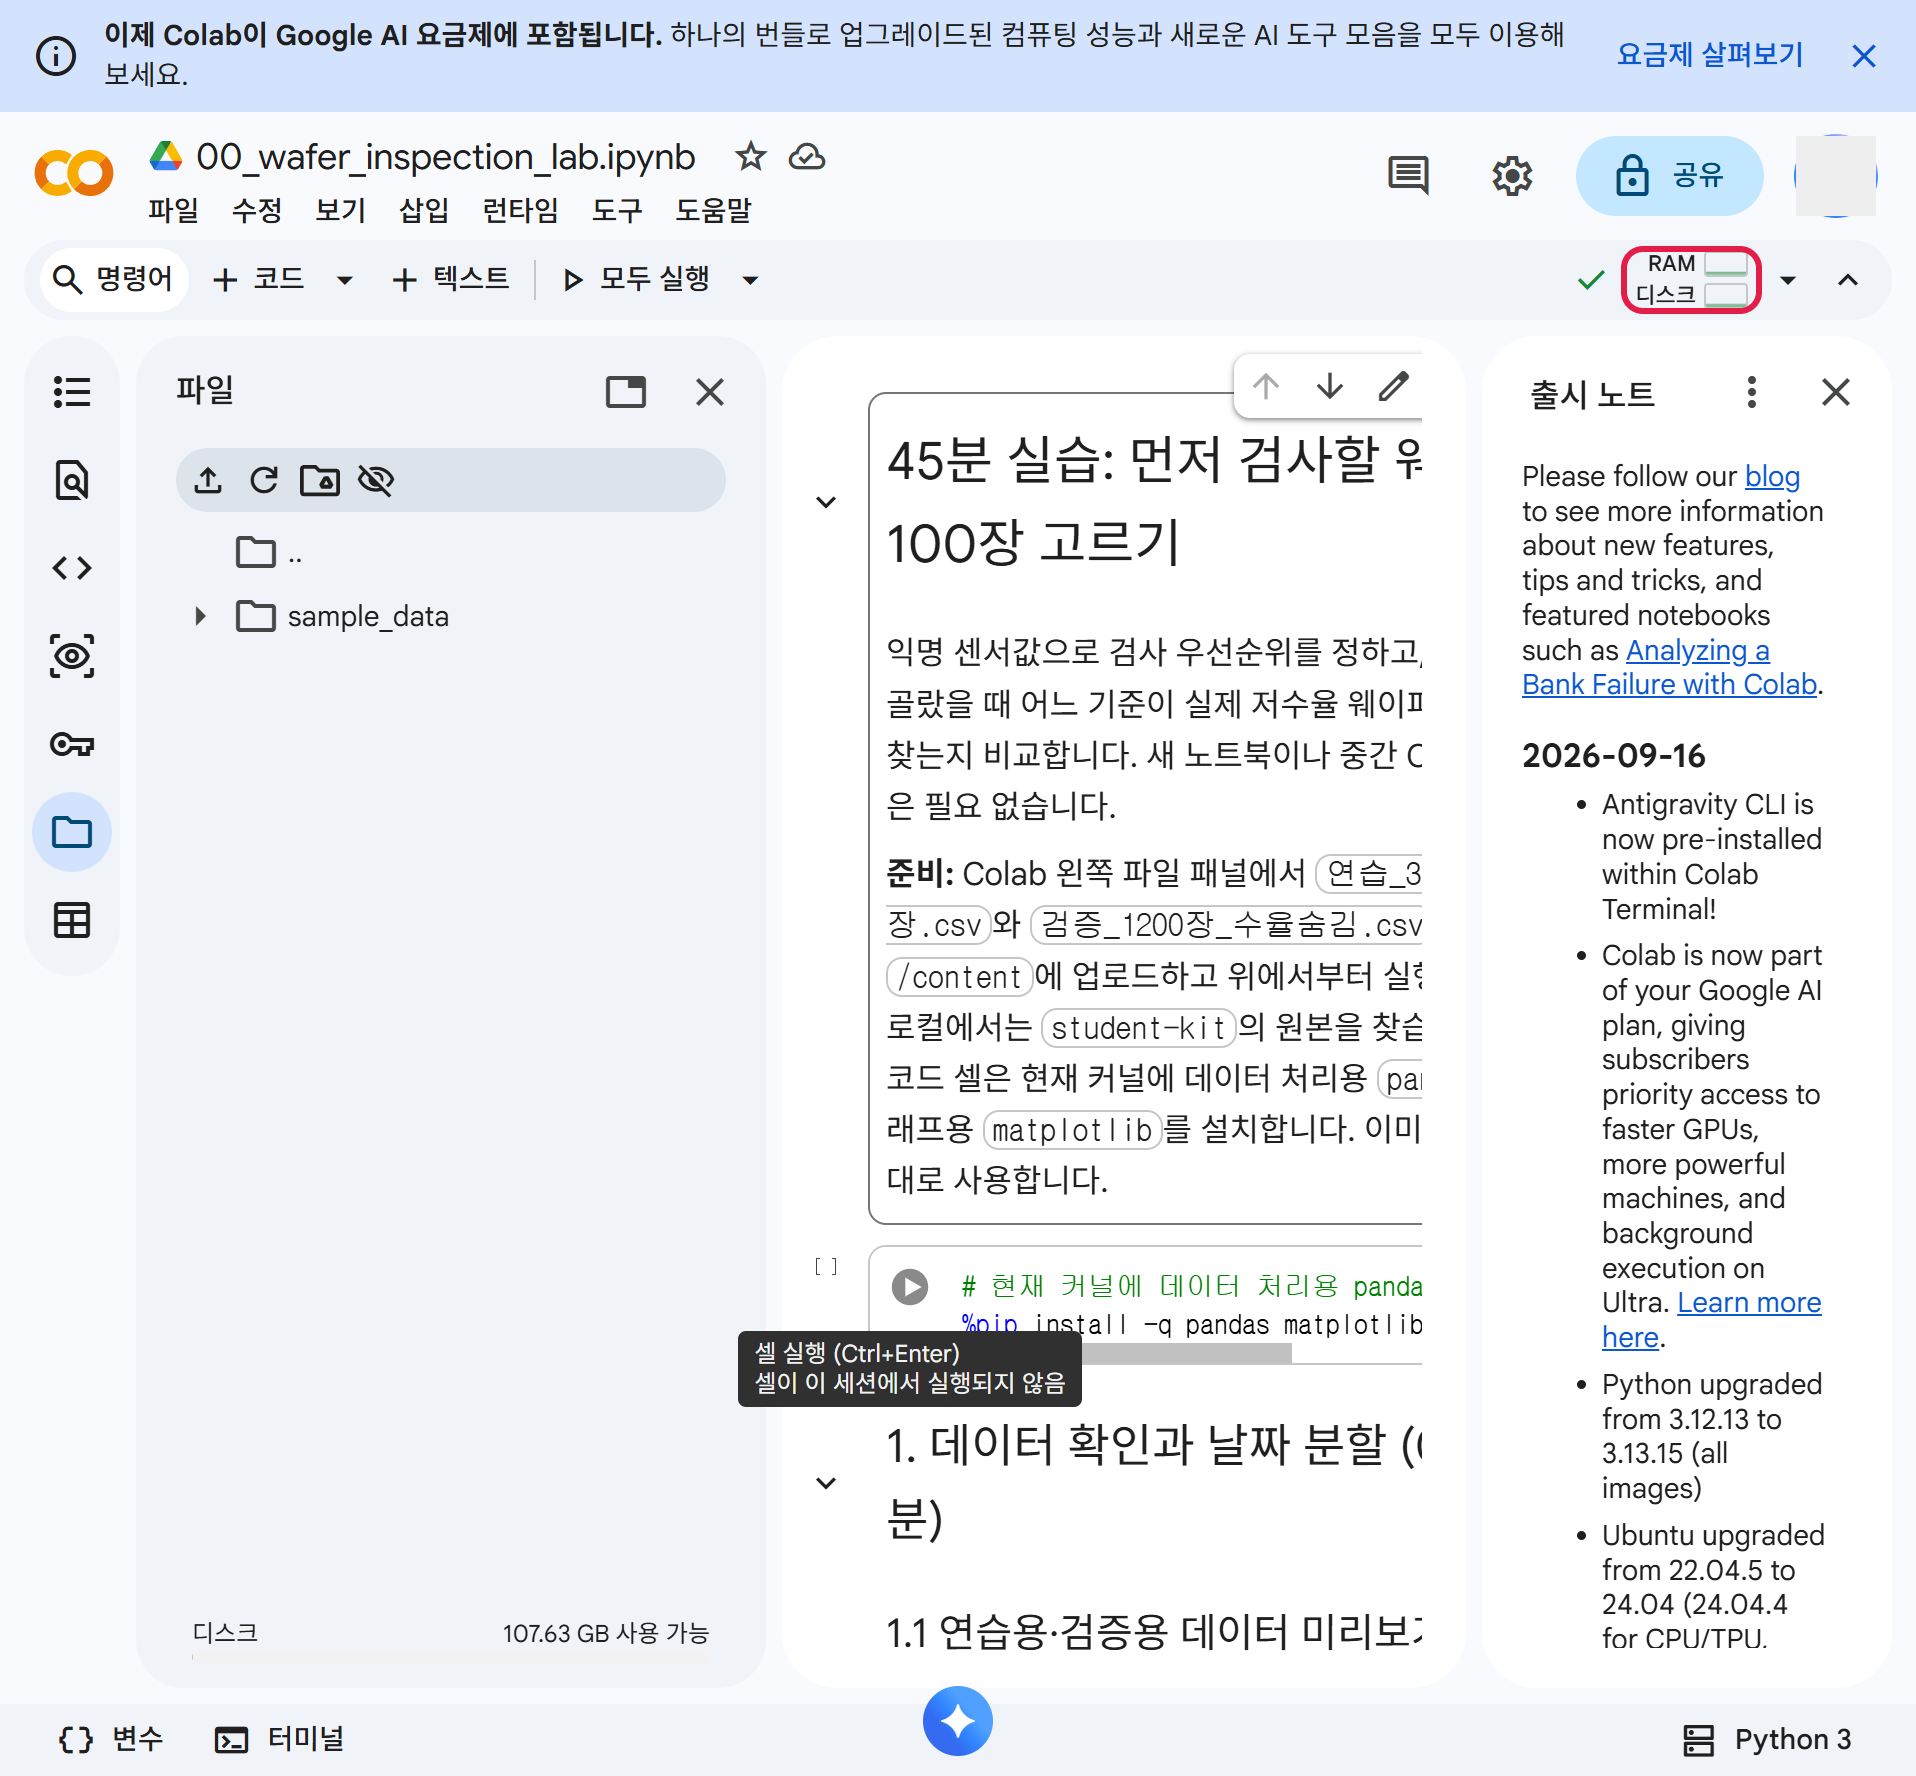 이제 Colab이 Google AI 요금제에 포함됩니다. 하나의 번들로 업그레이드된 컴퓨팅 성능과 새로운 AI 도구 모음을 모두 이용해
보세요.
요금제 살펴보기
00_wafer_inspection_lab.ipynb
파일 수정 보기 삽입 런타임 도구 도움말
공유
명령어 + 코드 + 텍스트 모두 실행
RAM
디스크
파일
..
sample_data
디스크 107.63 GB 사용 가능
45분 실습: 먼저 검사할
100장 고르기
익명 센서값으로 검사 우선순위를 정하고,
골랐을 때 어느 기준이 실제 저수율
찾는지 비교합니다. 새 노트북이나 중간
은 필요 없습니다.
준비: Colab 왼쪽 파일 패널에서 연습_3
장.csv와 검증_1200장_수율숨김.csv
/content에 업로드하고 위에서부터
로컬에서는 student-kit의 원본을
코드 셀은 현재 커널에 데이터 처리용
래프용 matplotlib를 설치합니다. 이미
대로 사용합니다.
[ ]
# 현재 커널에 데이터 처리용 panda
%pip install -q pandas matplotlib
셀 실행 (Ctrl+Enter)
셀이 이 세션에서 실행되지 않음
1. 데이터 확인과 날짜 분할
분)
1.1 연습용·검증용 데이터 미리보기
출시 노트
Please follow our blog
to see more information
about new features,
tips and tricks, and
featured notebooks
such as Analyzing a
Bank Failure with Colab.
2026-09-16
• Antigravity CLI is
now pre-installed
within Colab
Terminal!
• Colab is now part
of your Google AI
plan, giving
subscribers
priority access to
faster GPUs,
more powerful
machines, and
background
execution on
Ultra. Learn more
here.
• Python upgraded
from 3.12.13 to
3.13.15 (all
images)
• Ubuntu upgraded
from 22.04.5 to
24.04 (24.04.4
for CPU/TPU,
변수 터미널
Python 3